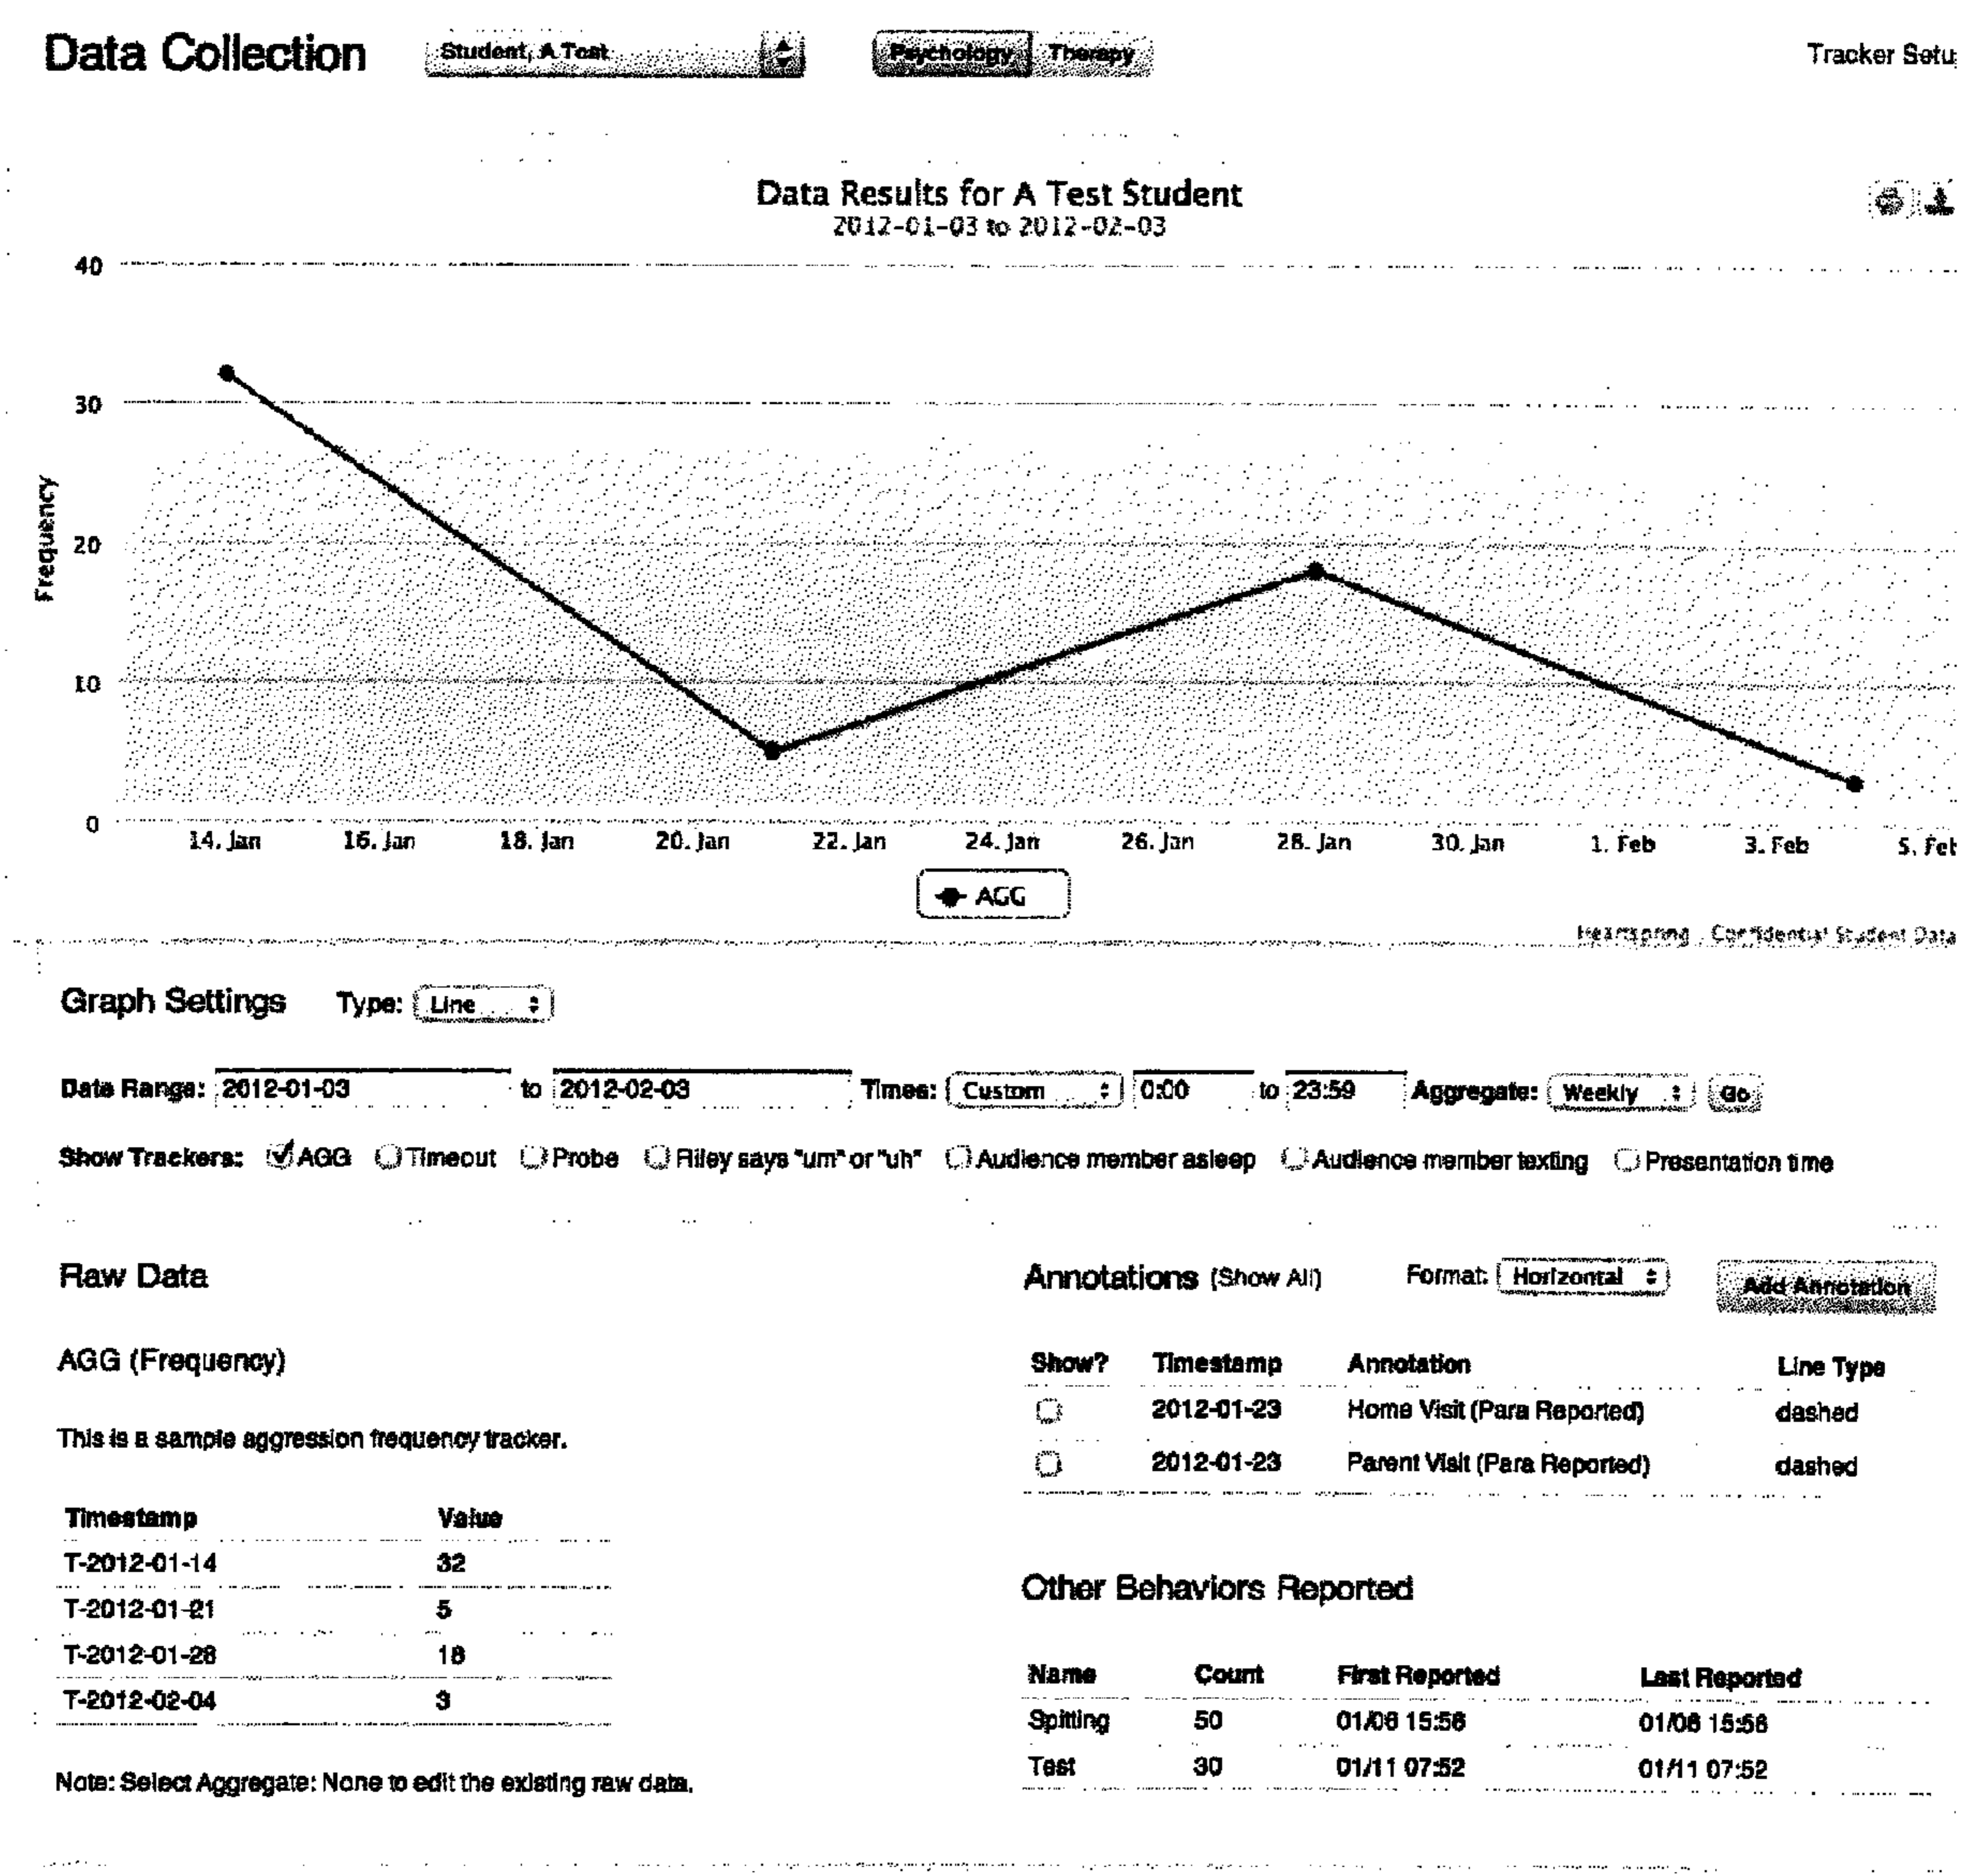 Data Collection Student, A Test Psychology Therapy Tracker Setu
Data Results for A Test Student
2012-01-03 to 2012-02-03
40
30
20
10
0
Frequency
14. Jan 16. Jan 18. Jan 20. Jan 22. Jan 24. Jan 26. Jan 28. Jan 30. Jan 1. Feb 3. Feb 5. Feb
AGG
Heartspring Confidential Student Data
Graph Settings Type: Line
Date Range: 2012-01-03 to 2012-02-03 Times: Custom 0:00 to 23:59 Aggregate: Weekly Go
Show Trackers: AGG Timeout Probe Riley says "um" or "uh" Audience member asleep Audience member texting Presentation time
Raw Data
AGG (Frequency)
This is a sample aggression frequency tracker.
Timestamp Value
T-2012-01-14 32
T-2012-01-21 5
T-2012-01-28 18
T-2012-02-04 3
Note: Select Aggregate: None to edit the existing raw data.
Annotations (Show All) Format: Horizontal Add Annotation
Show? Timestamp Annotation Line Type
2012-01-23 Home Visit (Para Reported) dashed
2012-01-23 Parent Visit (Para Reported) dashed
Other Behaviors Reported
Name Count First Reported Last Reported
Spitting 50 01/06 15:56 01/06 15:56
Test 30 01/11 07:52 01/11 07:52